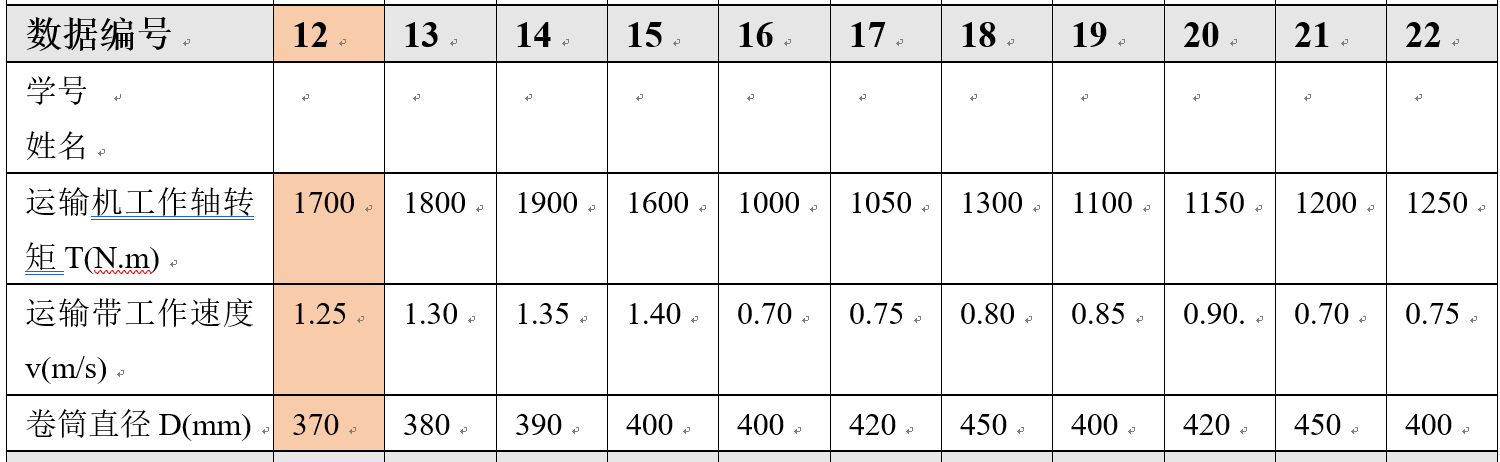 数据编号 12 13 14 15 16 17 18 19 20 21 22
学号
姓名
运输机工作轴转 1700 1800 1900 1600 1000 1050 1300 1100 1150 1200 1250
矩 T(N.m)
运输带工作速度 1.25 1.30 1.35 1.40 0.70 0.75 0.80 0.85 0.90. 0.70 0.75
v(m/s)
卷筒直径 D(mm) 370 380 390 400 400 420 450 400 420 450 400